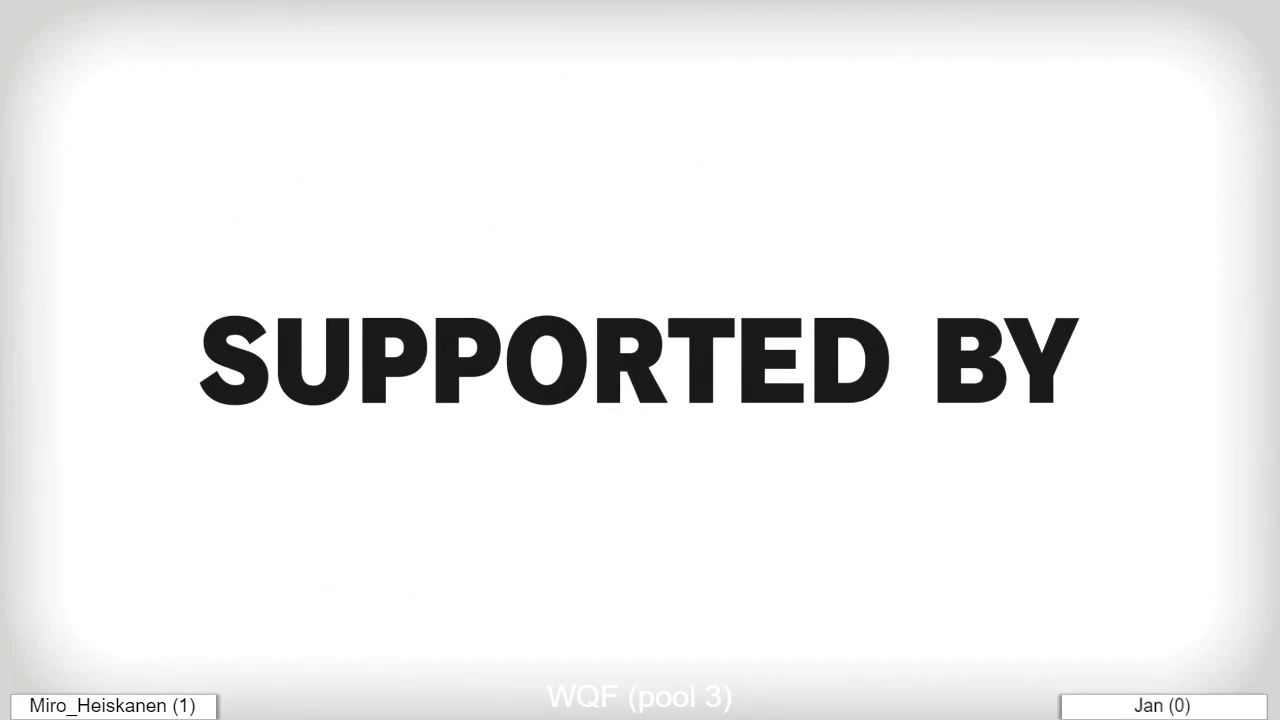 SUPPORTED BY
Miro_Heiskanen (1)
WQF (pool 3)
Jan (0)